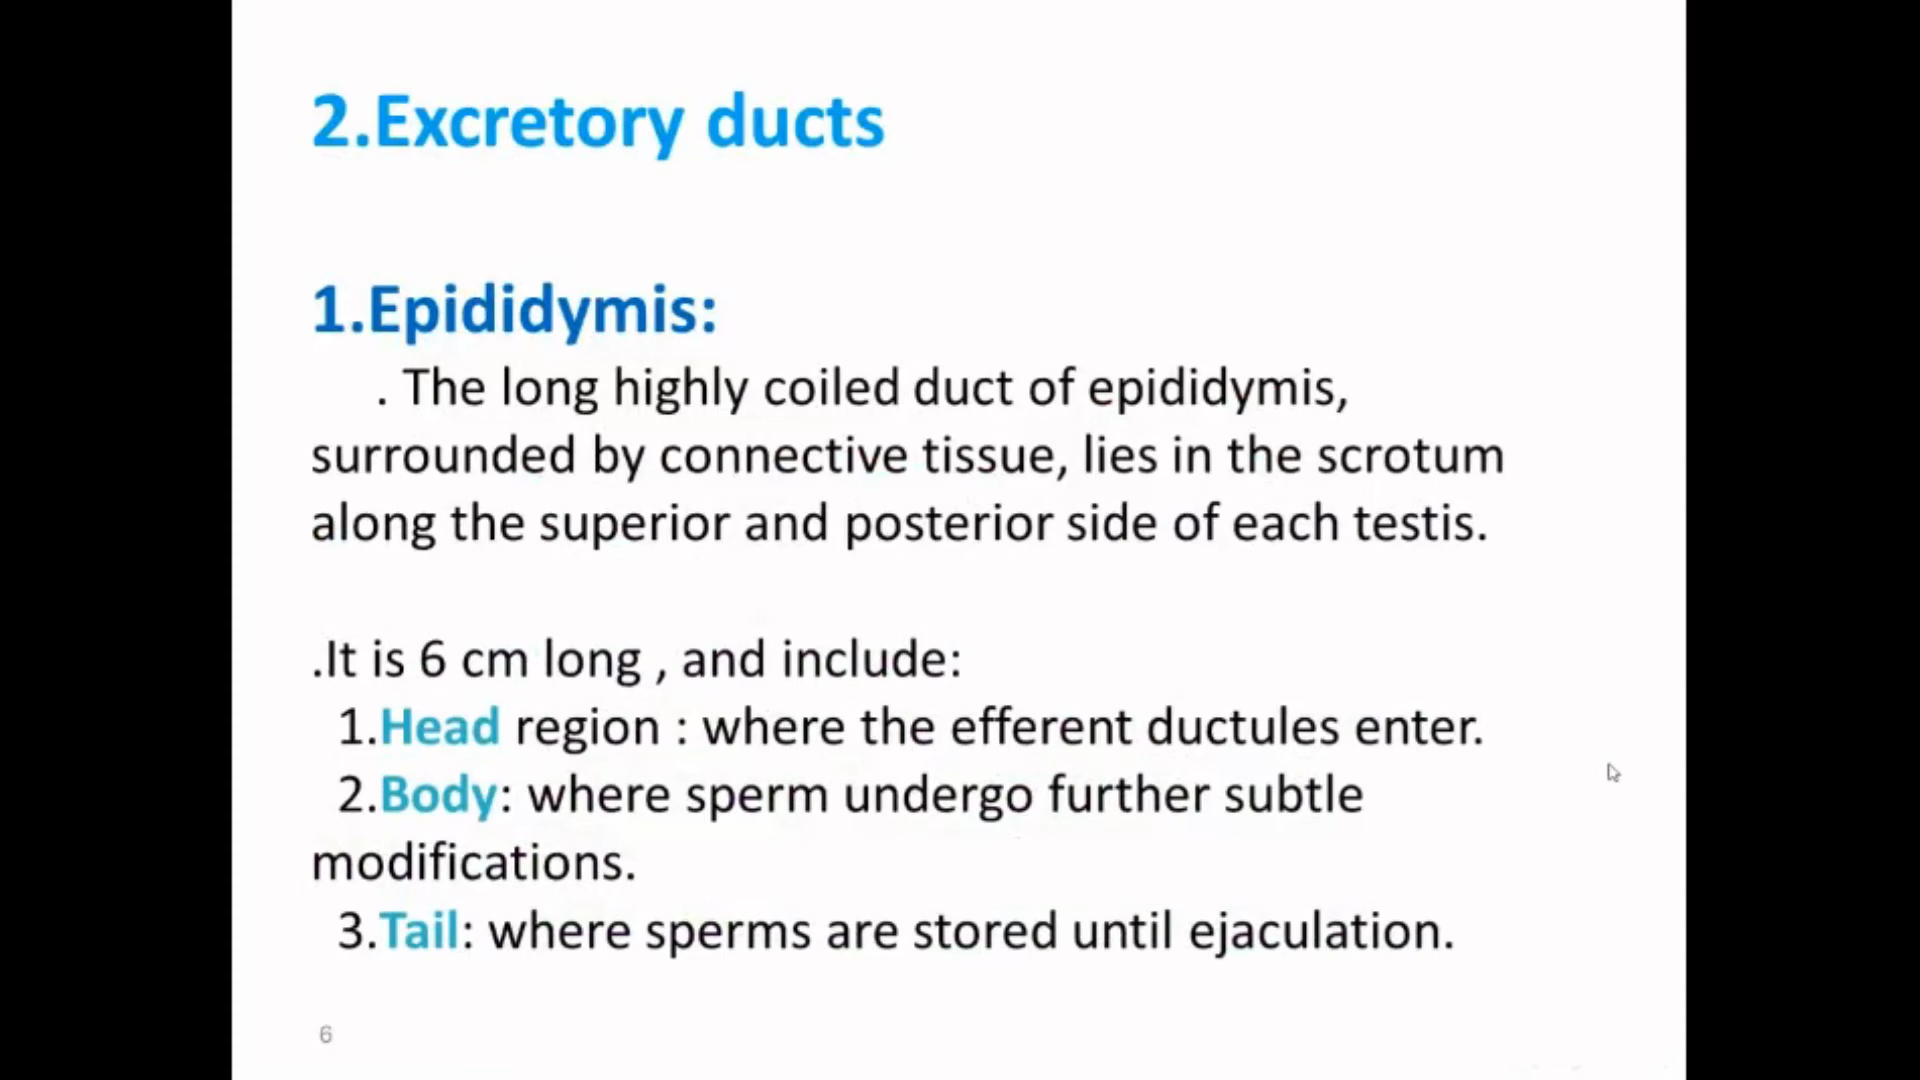 2.Excretory ducts
1.Epididymis:
. The long highly coiled duct of epididymis,
surrounded by connective tissue, lies in the scrotum
along the superior and posterior side of each testis.
.It is 6 cm long , and include:
1.Head region : where the efferent ductules enter.
2.Body: where sperm undergo further subtle
modifications.
3.Tail: where sperms are stored until ejaculation.
6